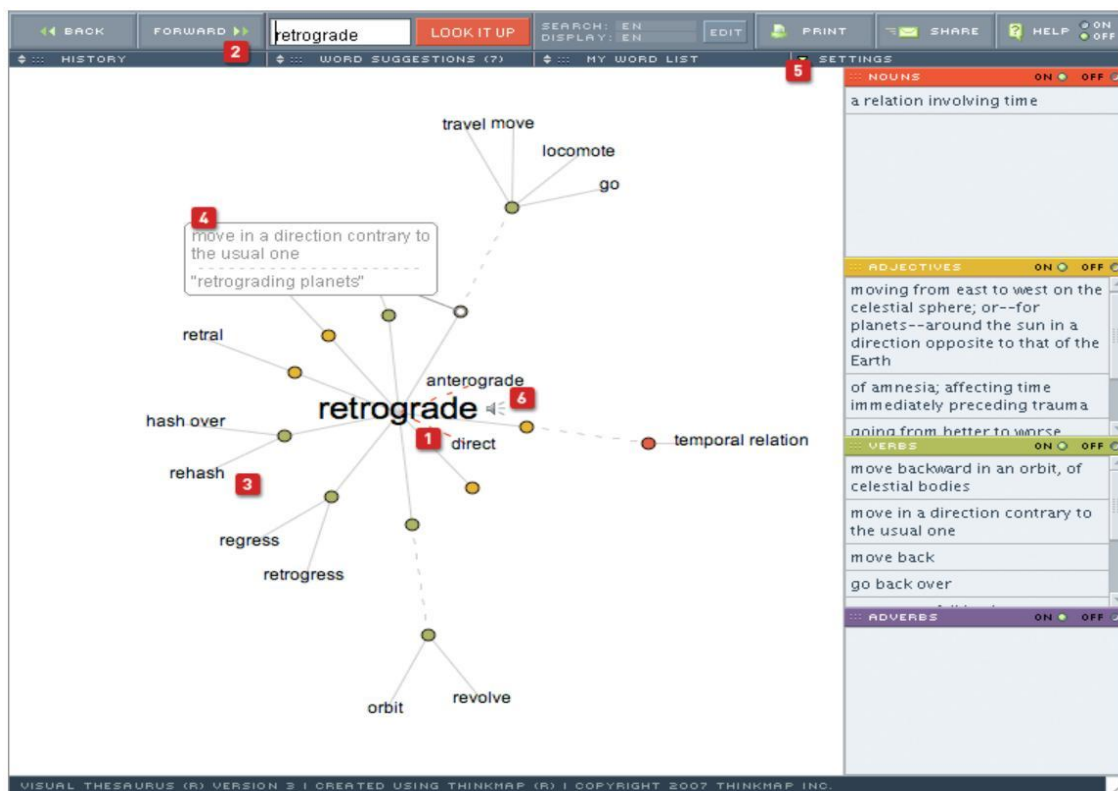 BACK
FORWARD
retrograde
LOOK IT UP
SEARCH: EN
DISPLAY: EN
EDIT
PRINT
SHARE
HELP
ON
OFF
2
HISTORY
WORD SUGGESTIONS (7)
MY WORD LIST
5
SETTINGS
travel
move
locomote
go
4
move in a direction contrary to
the usual one
"retrograding planets"
retral
anterograde
6
retrograde
hash over
1
direct
temporal relation
rehash
3
regress
retrogress
orbit
revolve
NOUNS ON OFF
a relation involving time
ADJECTIVES ON OFF
moving from east to west on the
celestial sphere; or--for
planets--around the sun in a
direction opposite to that of the
Earth
of amnesia; affecting time
immediately preceding trauma
going from better to worse
VERBS ON OFF
move backward in an orbit, of
celestial bodies
move in a direction contrary to
the usual one
move back
go back over
ADVERBS ON OFF
VISUAL THESAURUS (R) VERSION 3 | CREATED USING THINKMAP (R) | COPYRIGHT 2007 THINKMAP INC.